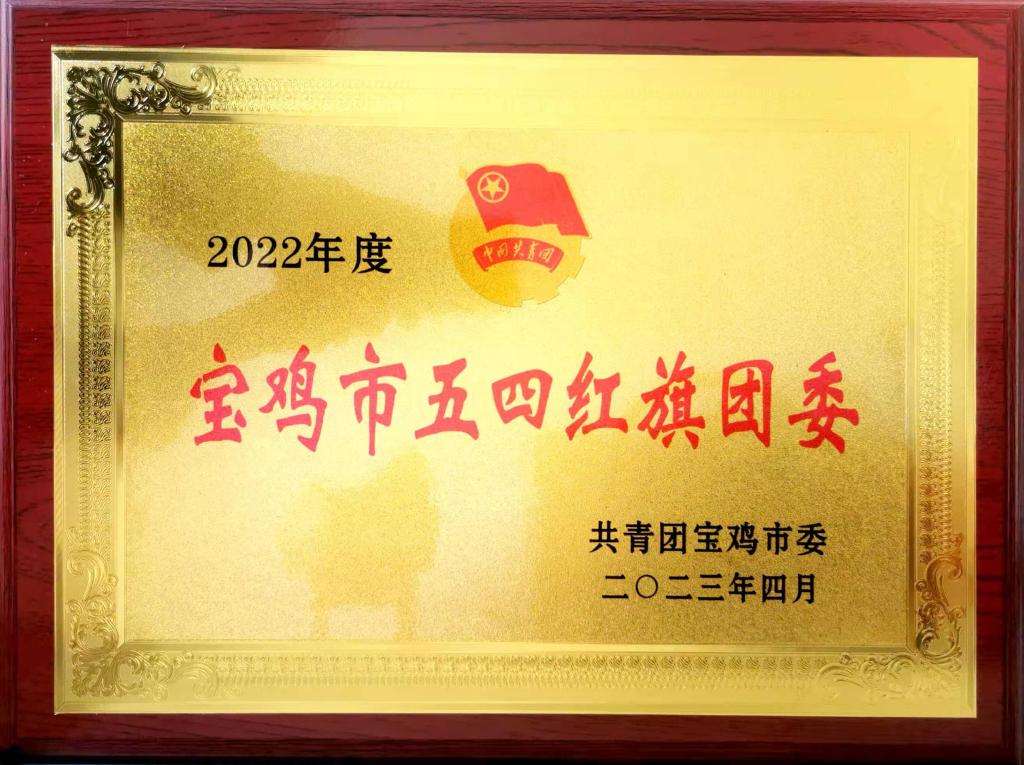 中国共青团
2022年度
宝鸡市五四红旗团委
共青团宝鸡市委
二〇二三年四月